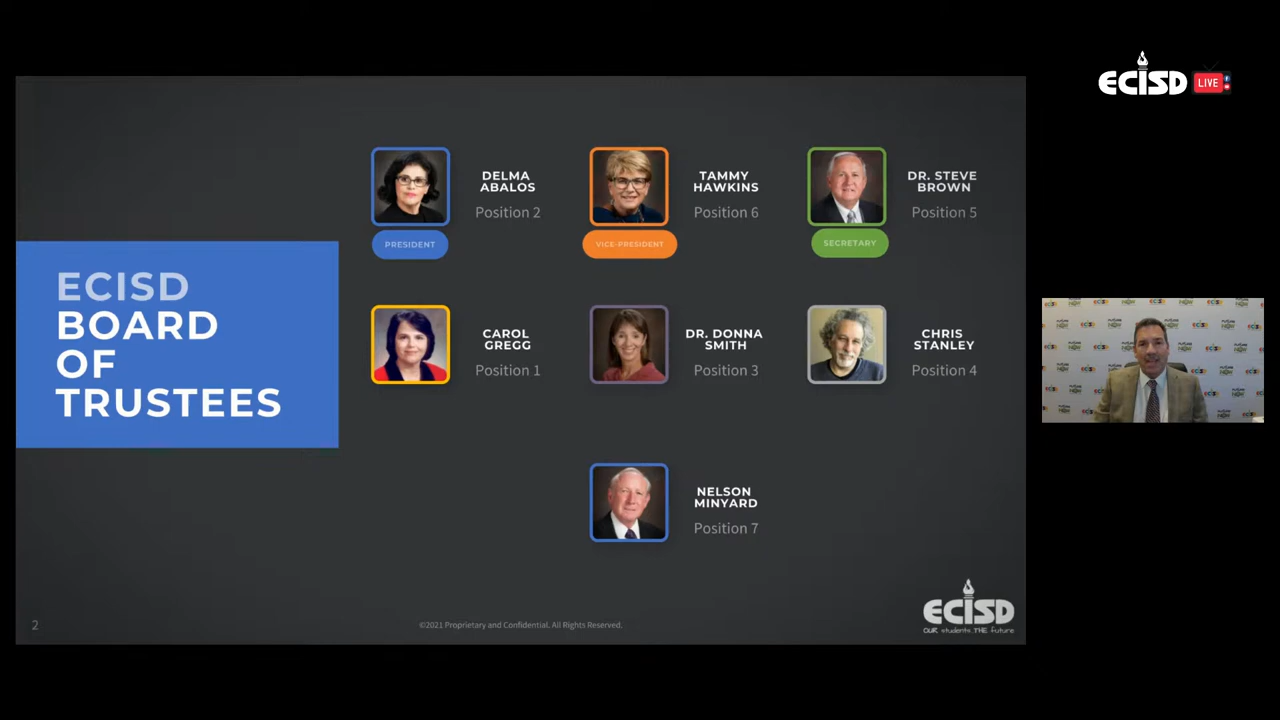 ECISD LIVE
DELMA
ABALOS
Position 2
PRESIDENT
TAMMY
HAWKINS
Position 6
VICE-PRESIDENT
DR. STEVE
BROWN
Position 5
SECRETARY
ECISD
BOARD
OF
TRUSTEES
CAROL
GREGG
Position 1
DR. DONNA
SMITH
Position 3
CHRIS
STANLEY
Position 4
NELSON
MINYARD
Position 7
2
©2021 Proprietary and Confidential. All Rights Reserved.
ECISD
OUR students. THE future